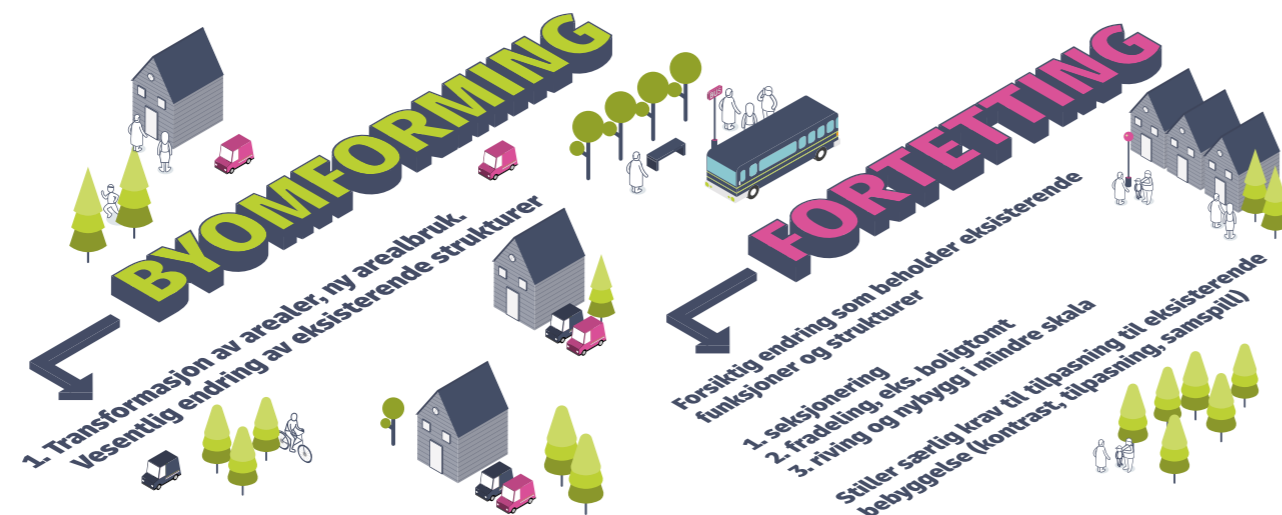 BYOMFORMING
1. Transformasjon av arealer, ny arealbruk.
Vesentlig endring av eksisterende strukturer
BUS
FORTETTING
Forsiktig endring som beholder eksisterende
funksjoner og strukturer
1. seksjonering
2. fradeling, eks. boligtomt
3. riving og nybygg i mindre skala
Stiller særlig krav til tilpasning til eksisterende
bebyggelse (kontrast, tilpasning, samspill)